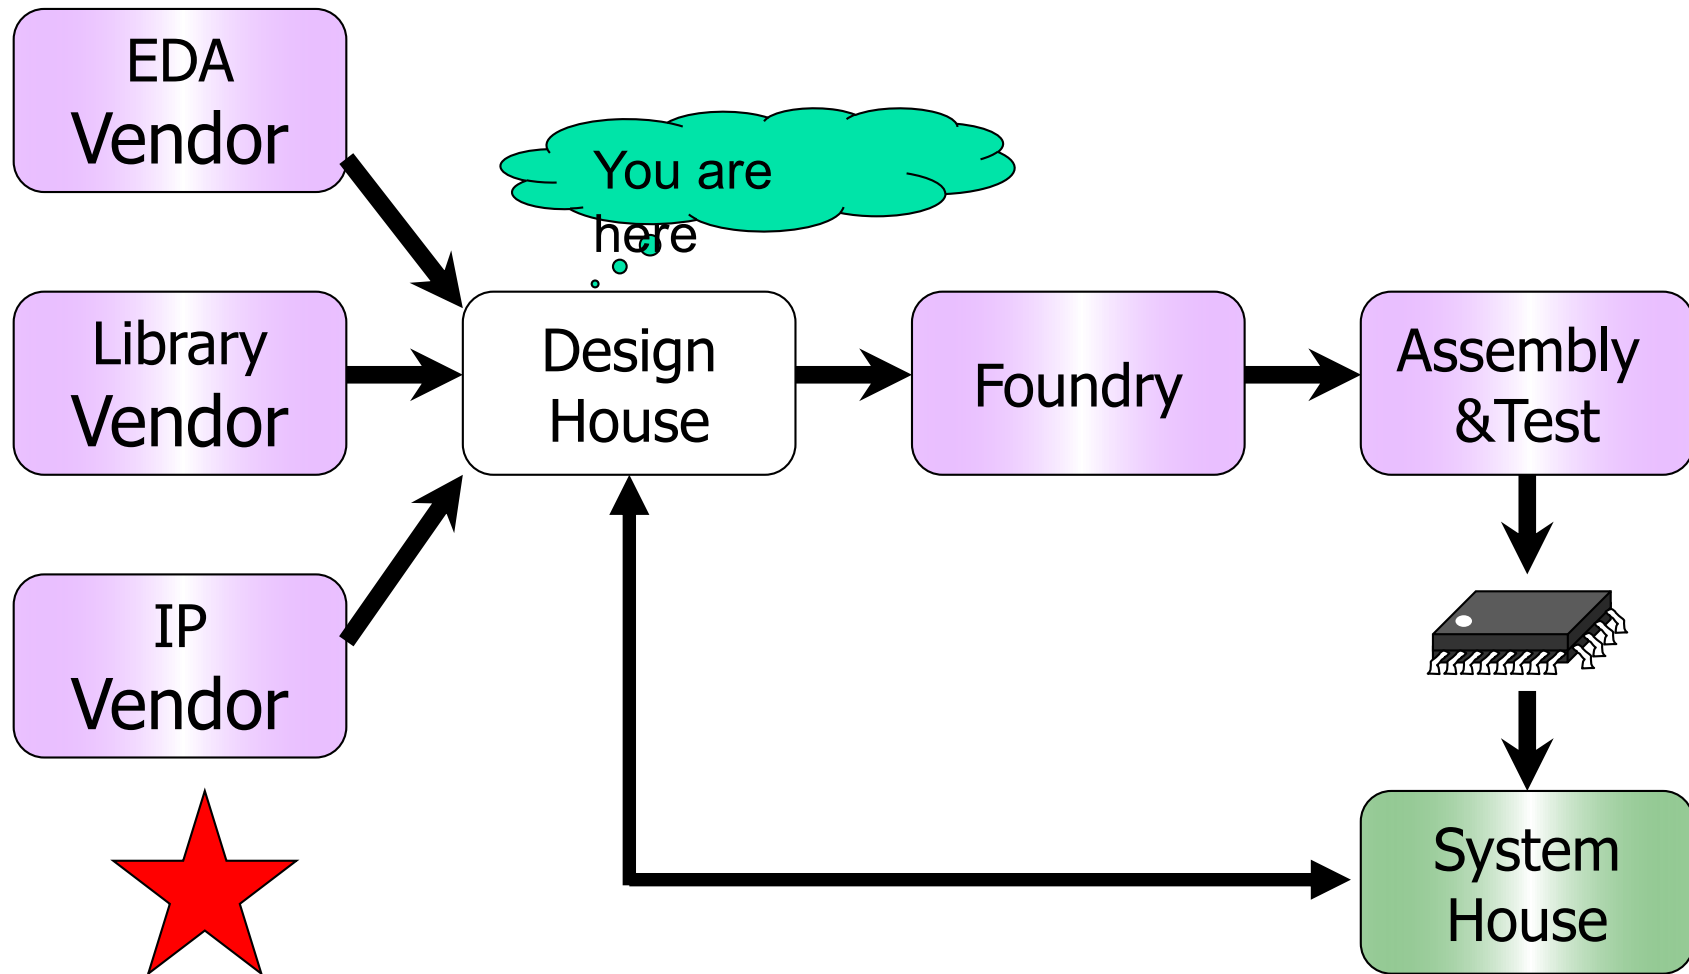 EDA
Vendor
You are
here
Library
Vendor
Design
House
Foundry
Assembly
&Test
IP
Vendor
System
House